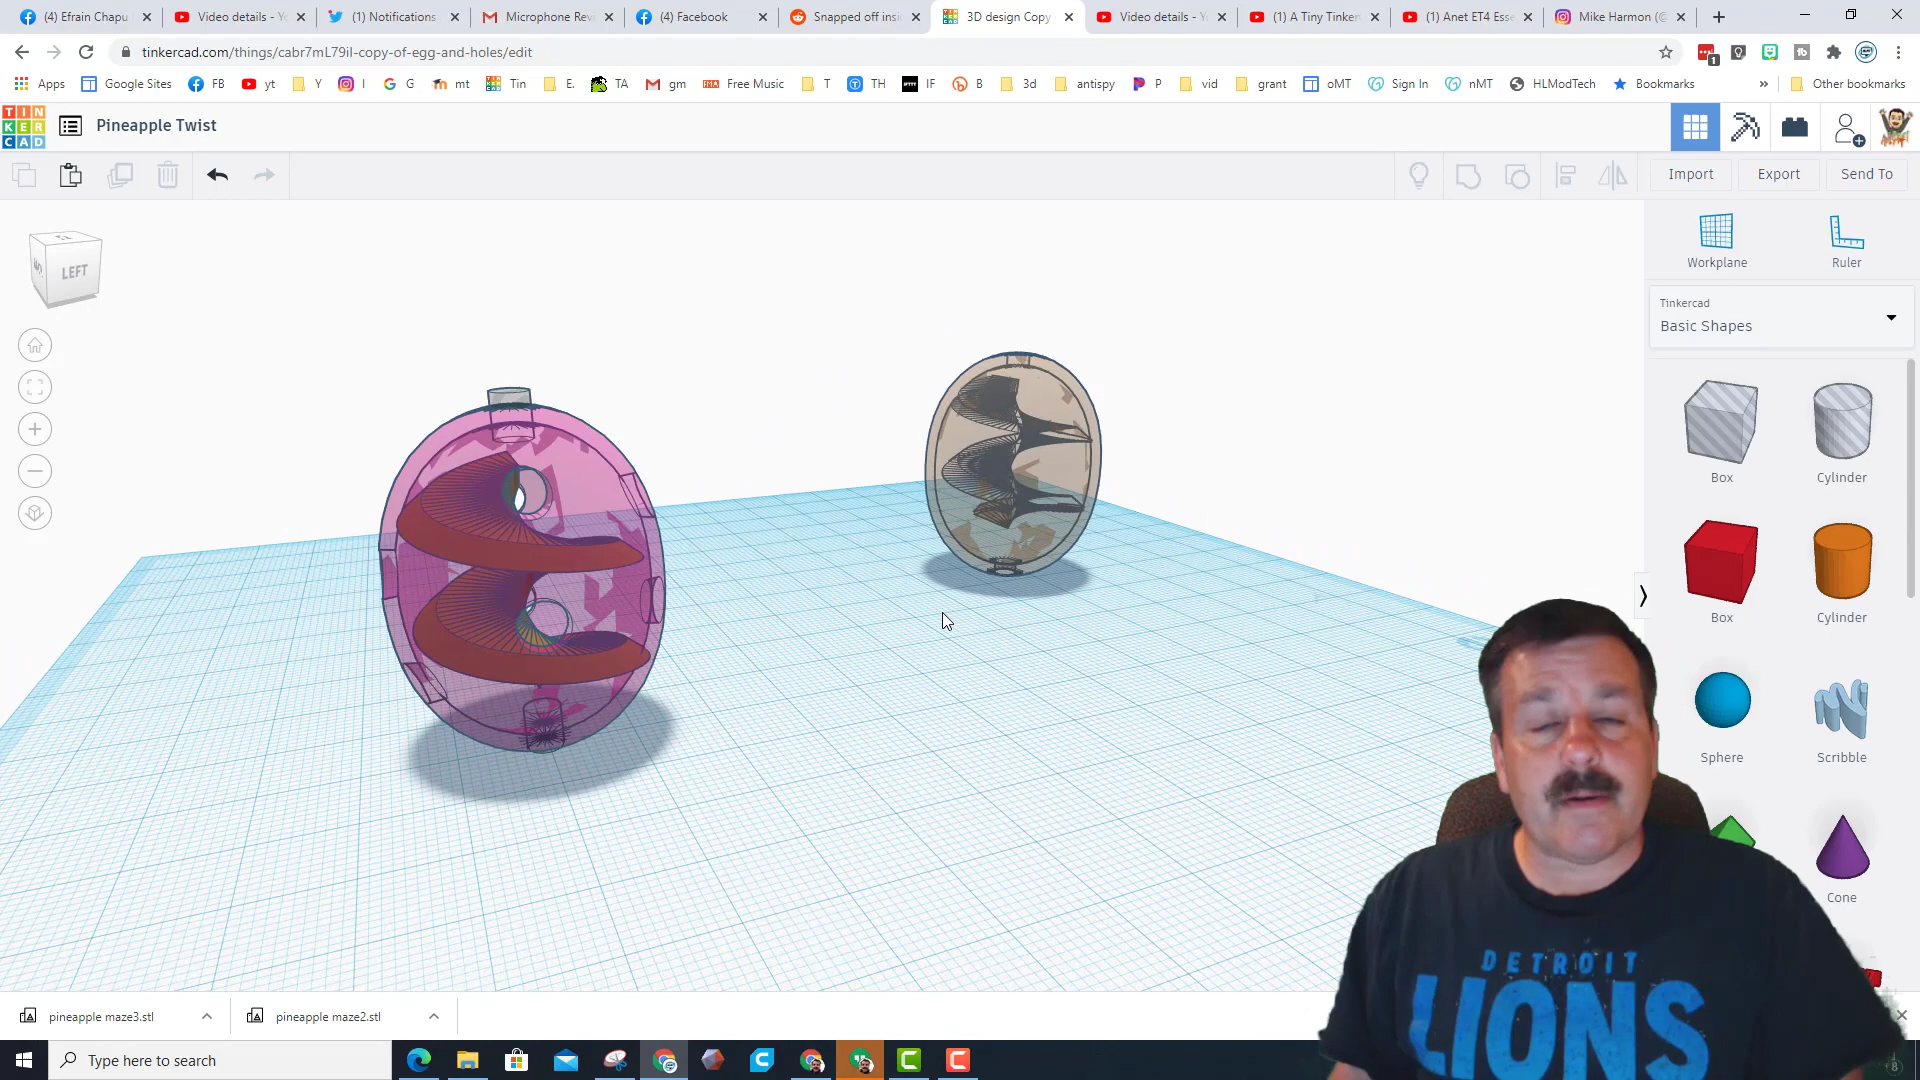 (4) Efrain Chapu
Video details - Yo
(1) Notifications
Microphone Rev
(4) Facebook
Snapped off insi
3D design Copy
Video details - Y
(1) A Tiny Tinker
(1) Anet ET4 Esse
Mike Harmon (@
tinkercad.com/things/cabr7mL79iI-copy-of-egg-and-holes/edit
1
Apps Google Sites FB yt Y I G mt Tin E. TA gm Free Music T TH IF B 3d antispy P vid grant oMT Sign In nMT HLModTech Bookmarks » Other bookmarks
TIN
KER
CAD
Pineapple Twist
Import Export Send To
LEFT
Workplane Ruler
Tinkercad
Basic Shapes
Box Cylinder
Box Cylinder
Sphere Scribble
Cone
DETROIT
LIONS
pineapple maze3.stl pineapple maze2.stl
Type here to search